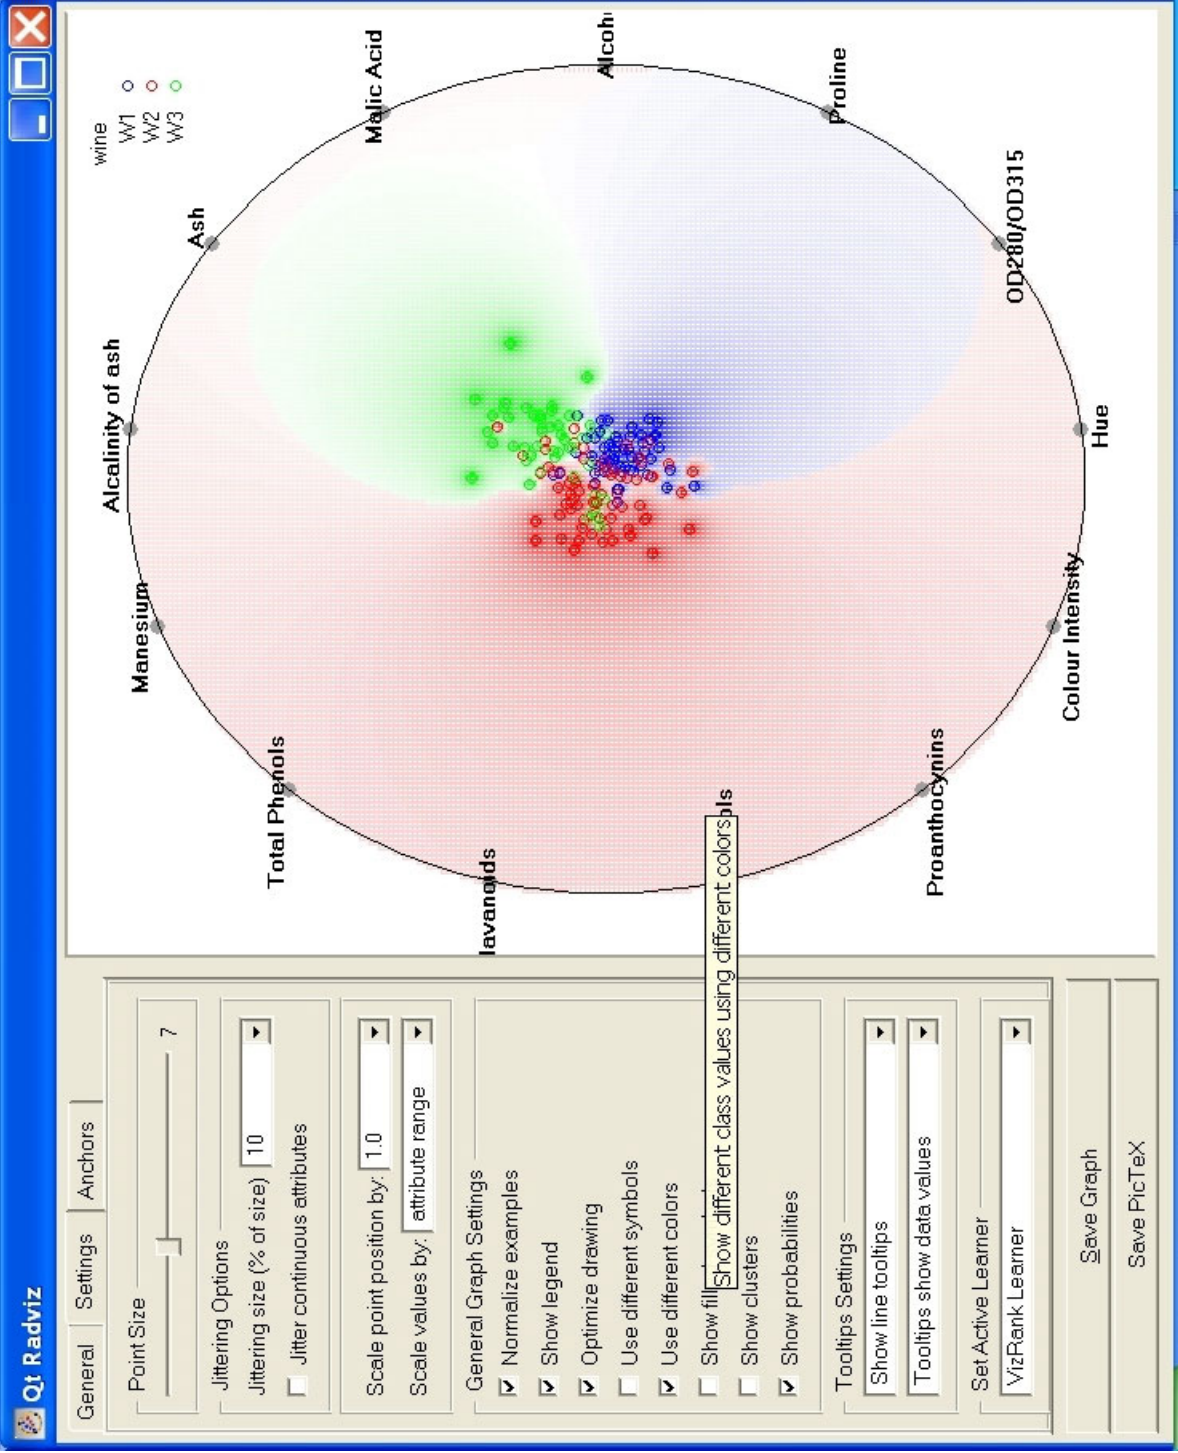 Qt Radviz
General
Settings
Anchors
Point Size
7
Jittering Options
Jittering size (% of size)
10
Jitter continuous attributes
Scale point position by:
1.0
Scale values by:
attribute range
General Graph Settings
Normalize examples
Show legend
Optimize drawing
Use different symbols
Use different colors
Show fill
Show different class values using different colors
Show clusters
Show probabilities
Tooltips Settings
Show line tooltips
Tooltips show data values
Set Active Learner
VizRank Learner
Save Graph
Save PicTeX
wine
W1
W2
W3
Alcoh
Malic Acid
Ash
Alcalinity of ash
Manesium
Total Phenols
lavanoids
ols
Proanthocynins
Colour Intensity
Hue
OD280/OD315
proline